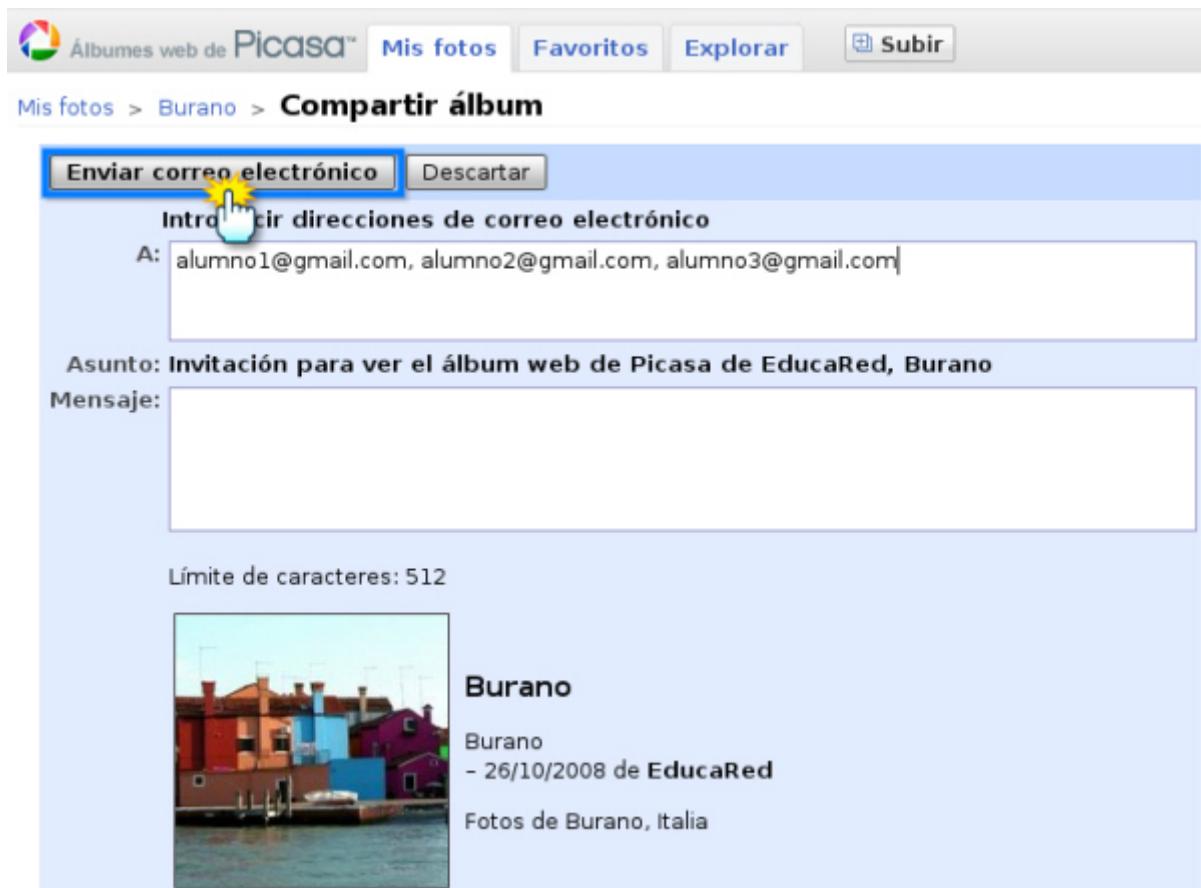 Álbumes web de Picasa™ Mis fotos Favoritos Explorar Subir
Mis fotos > Burano > Compartir álbum
Enviar correo electrónico Descartar
Introducir direcciones de correo electrónico
A: alumno1@gmail.com, alumno2@gmail.com, alumno3@gmail.com
Asunto: Invitación para ver el álbum web de Picasa de EducaRed, Burano
Mensaje:
Límite de caracteres: 512
Burano
Burano
– 26/10/2008 de EducaRed
Fotos de Burano, Italia